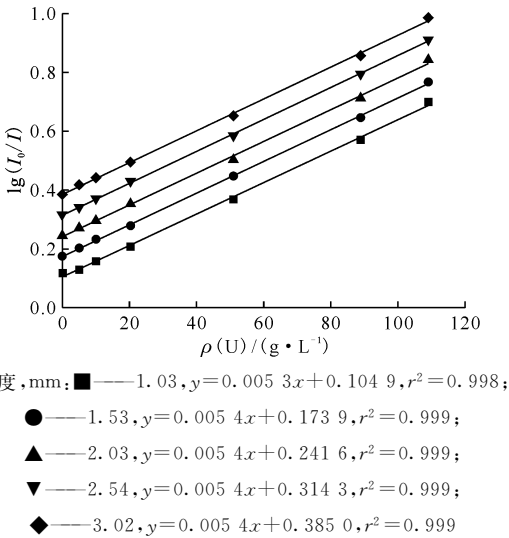 1.0
0.8
0.6
0.4
0.2
0.0
lg(I₀/I)
0 20 40 60 80 100 120
ρ(U)/(g·L⁻¹)
度,mm:■——1.03,y=0.005 3x+0.104 9,r²=0.998;
●——1.53,y=0.005 4x+0.173 9,r²=0.999;
▲——2.03,y=0.005 4x+0.241 6,r²=0.999;
▼——2.54,y=0.005 4x+0.314 3,r²=0.999;
◆——3.02,y=0.005 4x+0.385 0,r²=0.999